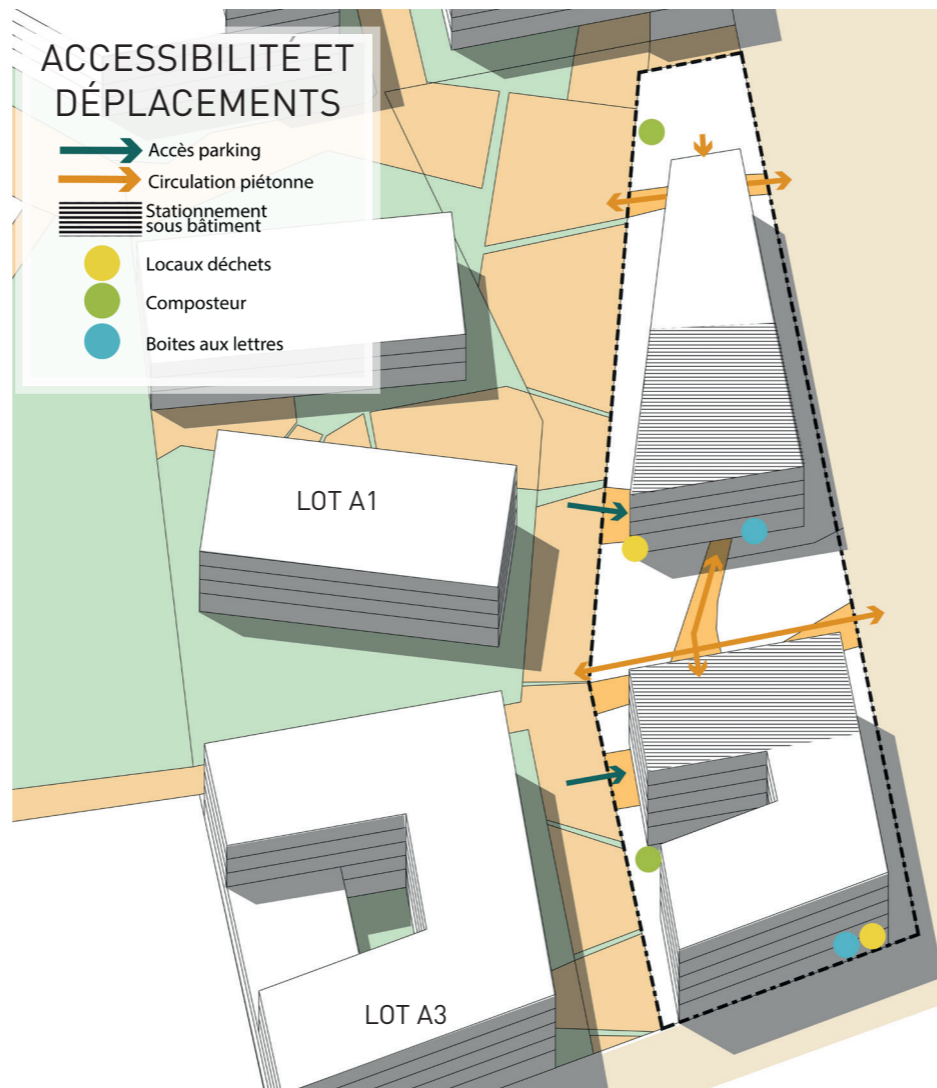 ACCESSIBILITÉ ET
DÉPLACEMENTS
Accès parking
Circulation piétonne
Stationnement
sous bâtiment
Locaux déchets
Composteur
Boites aux lettres
LOT A1
LOT A3